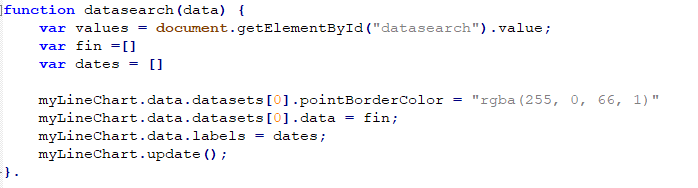 function datasearch(data) {
var values = document.getElementById("datasearch").value;
var fin =[]
var dates = []
myLineChart.data.datasets[0].pointBorderColor = "rgba(255, 0, 66, 1)"
myLineChart.data.datasets[0].data = fin;
myLineChart.data.labels = dates;
myLineChart.update();
}.